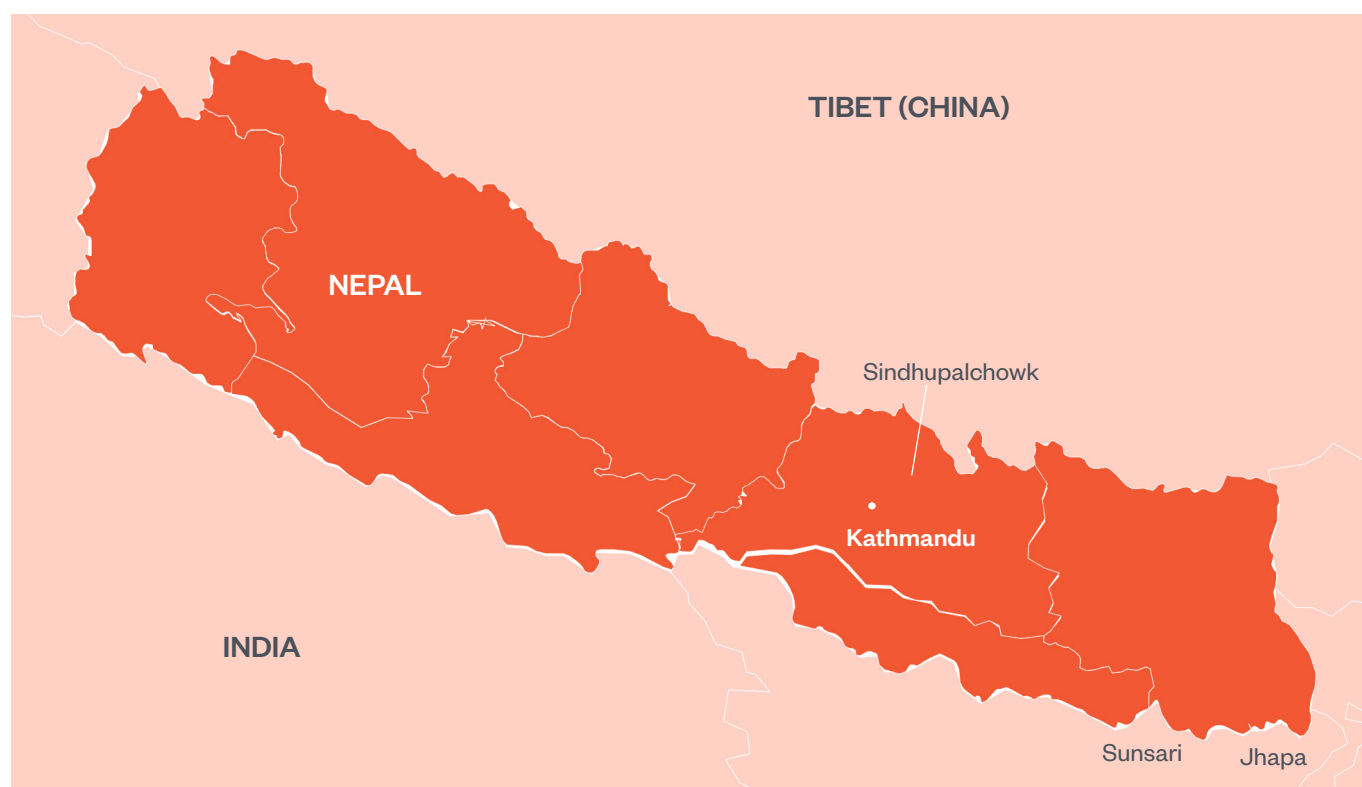 TIBET (CHINA)
NEPAL
Sindhupalchowk
Kathmandu
INDIA
Sunsari
Jhapa